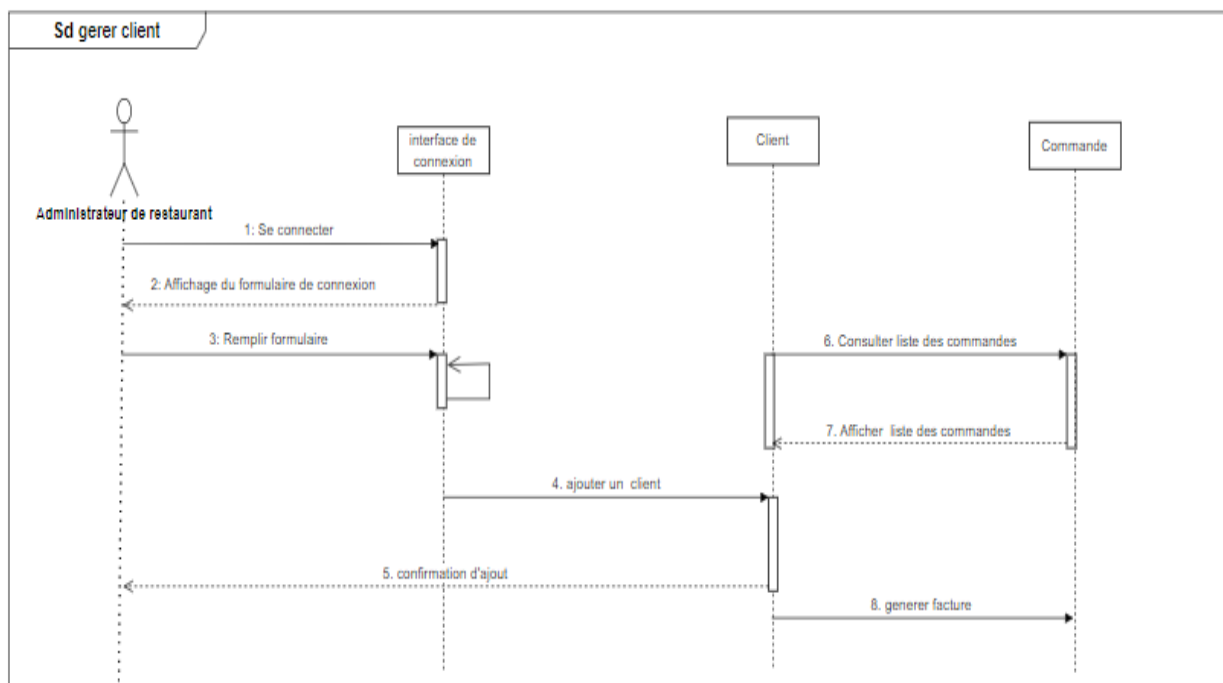 Sd gerer client
interface de
connexion
Client
Commande
Administrateur de restaurant
1: Se connecter
2: Affichage du formulaire de connexion
3: Remplir formulaire
6. Consulter liste des commandes
7. Afficher liste des commandes
4. ajouter un client
5. confirmation d'ajout
8. generer facture